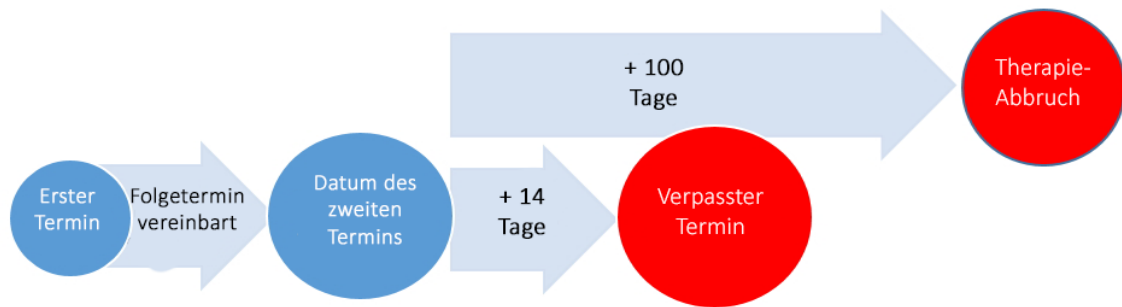 Erster
Termin
Folgetermin
vereinbart
Datum des
zweiten
Termins
+ 14
Tage
Verpasster
Termin
+ 100
Tage
Therapie-
Abbruch